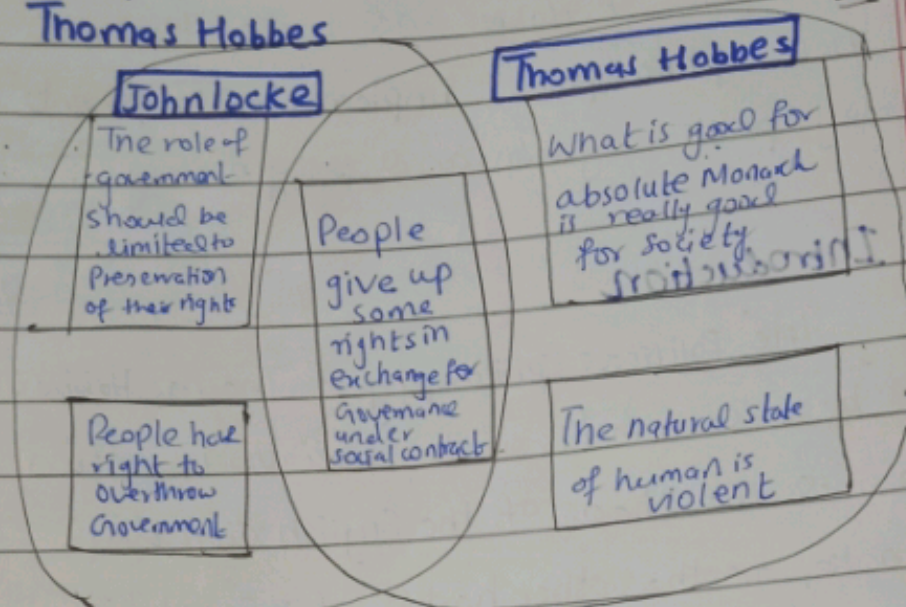 Thomas Hobbes
John locke
The role of
government
should be
limited to
Preservation
of their rights
People have
right to
overthrow
Government
People
give up
some
rights in
exchange for
Governance
under
social contract
Thomas Hobbes
What is good for
absolute Monarch
is really good
for society.
The natural state
of human is
violent